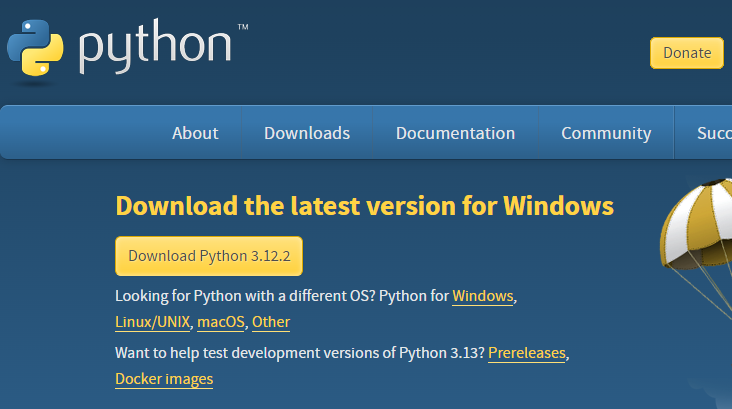 python™
Donate
About Downloads Documentation Community Succ
Download the latest version for Windows
Download Python 3.12.2
Looking for Python with a different OS? Python for Windows,
Linux/UNIX, macOS, Other
Want to help test development versions of Python 3.13? Prereleases,
Docker images